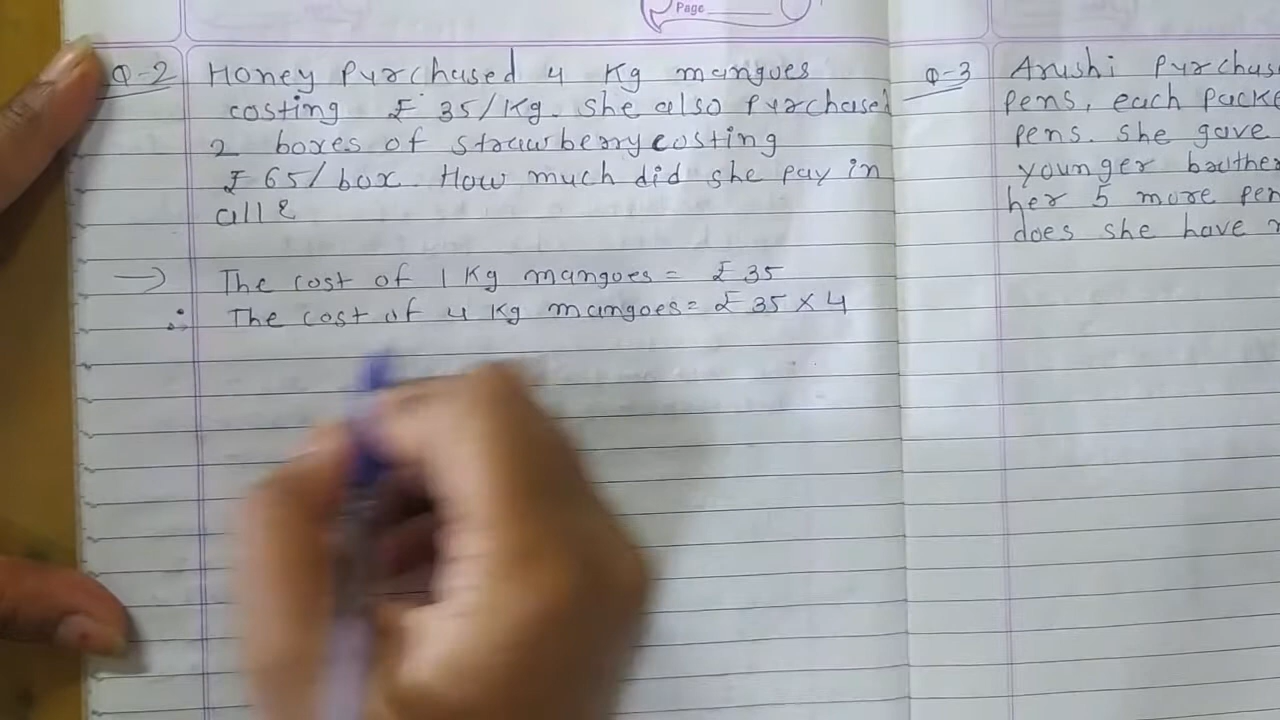 Page
Q-2 Honey purchased 4 Kg mangoes
costing ₹ 35/Kg. She also purchased
2 boxes of strawberry costing
₹ 65/box. How much did she pay in
all?
→ The cost of 1 Kg mangoes = ₹ 35
∴ The cost of 4 Kg mangoes = ₹ 35 × 4
Q-3 Arushi purchas
pens, each packe
pens. She gave
younger brother
her 5 more pen
does she have